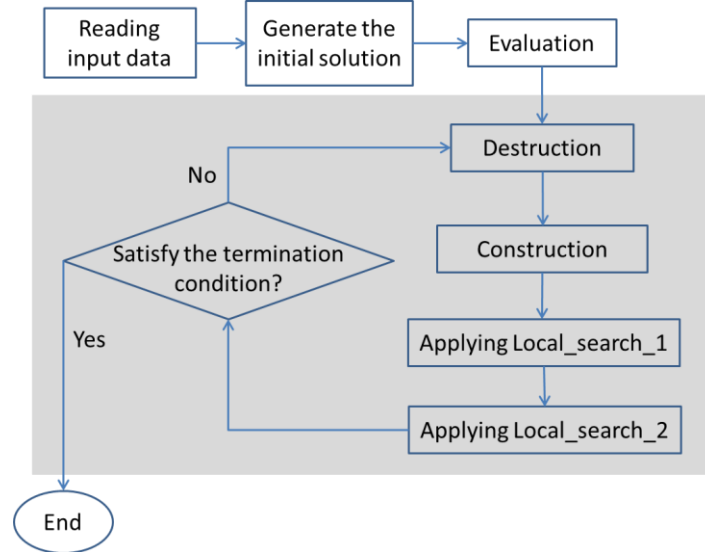 Reading
input data
Generate the
initial solution
Evaluation
Destruction
No
Construction
Satisfy the termination
condition?
Yes
Applying Local_search_1
Applying Local_search_2
End